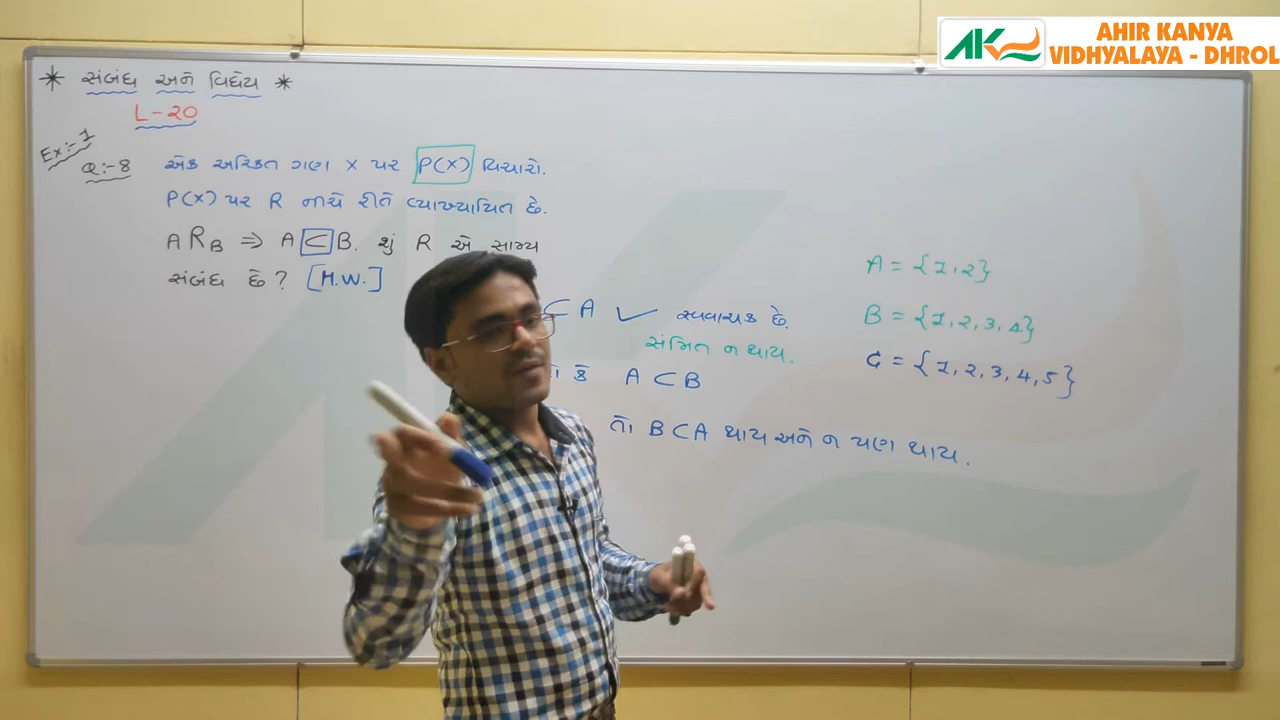 AHIR KANYA
VIDHYALAYA - DHROL
* સંબંધ અને વિધેય *
L-20
Ex:-1
Q:-8 એક અરિક્ત ગણ X પર P(X) વિચારો.
P(X) પર R નીચે રીતે વ્યાખ્યાયિત છે.
ARB ⇒ A ⊂ B. શું R એ સામ્ય
સંબંધ છે? [H.W.]
⊂ A ✓ સ્વવાચક છે.
સંમિત ન થાય.
કે A ⊂ B
તો B ⊂ A થાય અને ન પણ થાય.
A = {1, 2}
B = {1, 2, 3, 4}
C = {1, 2, 3, 4, 5}